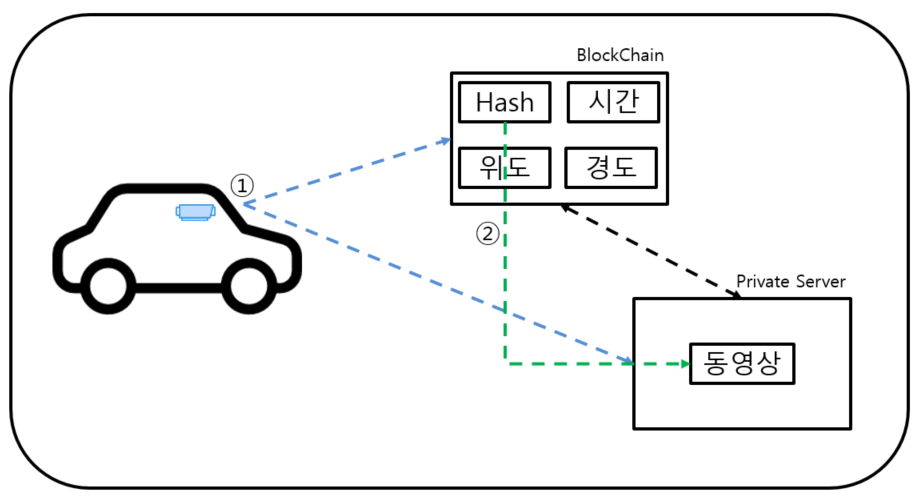 BlockChain
Hash
시간
①
위도
경도
②
Private Server
동영상